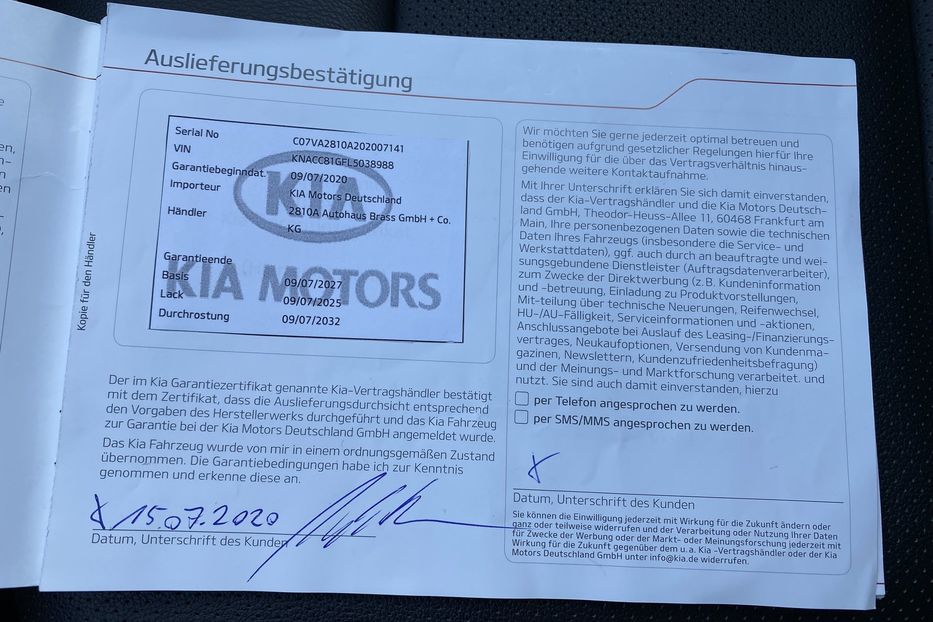 Auslieferungsbestätigung
Serial No C07VA2810A202007141
VIN KNACC81GFL5038988
Garantiebeginndat. 09/07/2020
Importeur KIA Motors Deutschland
Händler 2810A Autohaus Brass GmbH + Co.
KG
Garantieende
Basis 09/07/2027
Lack 09/07/2025
Durchrostung 09/07/2032
KIA
KIA MOTORS
Kopie für den Händler
Der im Kia Garantiezertifikat genannte Kia-Vertragshändler bestätigt
mit dem Zertifikat, dass die Auslieferungsdurchsicht entsprechend
den Vorgaben des Herstellerwerks durchgeführt und das Kia Fahrzeug
zur Garantie bei der Kia Motors Deutschland GmbH angemeldet wurde.
Das Kia Fahrzeug wurde von mir in einem ordnungsgemäßen Zustand
übernommen. Die Garantiebedingungen habe ich zur Kenntnis
genommen und erkenne diese an.
x 15.07.2020
Datum, Unterschrift des Kunden
Wir möchten Sie gerne jederzeit optimal betreuen und
benötigen aufgrund gesetzlicher Regelungen hierfür Ihre
Einwilligung für die über das Vertragsverhältnis hinaus-
gehende weitere Kontaktaufnahme.
Mit Ihrer Unterschrift erklären Sie sich damit einverstanden,
dass der Kia-Vertragshändler und die Kia Motors Deutsch-
land GmbH, Theodor-Heuss-Allee 11, 60468 Frankfurt am
Main, Ihre personenbezogenen Daten sowie die technischen
Daten Ihres Fahrzeugs (insbesondere die Service- und
Werkstattdaten), ggf. auch durch an beauftragte und wei-
sungsgebundene Dienstleister (Auftragsdatenverarbeiter),
zum Zwecke der Direktwerbung (z.B. Kundeninformation
und -betreuung, Einladung zu Produktvorstellungen,
Mit-teilung über technische Neuerungen, Reifenwechsel,
HU-/AU-Fälligkeit, Serviceinformationen und -aktionen,
Anschlussangebote bei Auslauf des Leasing-/Finanzierungs-
vertrages, Neukaufoptionen, Versendung von Kundenma-
gazinen, Newslettern, Kundenzufriedenheitsbefragung)
und der Meinungs- und Marktforschung verarbeitet. und
nutzt. Sie sind auch damit einverstanden, hierzu
per Telefon angesprochen zu werden.
per SMS/MMS angesprochen zu werden.
x
Datum, Unterschrift des Kunden
Sie können die Einwilligung jederzeit mit Wirkung für die Zukunft ändern oder
ganz oder teilweise widerrufen und der Verarbeitung oder Nutzung Ihrer Daten
für Zwecke der Werbung oder der Markt- oder Meinungsforschung jederzeit mit
Wirkung für die Zukunft gegenüber dem u. a. Kia -Vertragshändler oder der Kia
Motors Deutschland GmbH unter info@kia.de widerrufen.